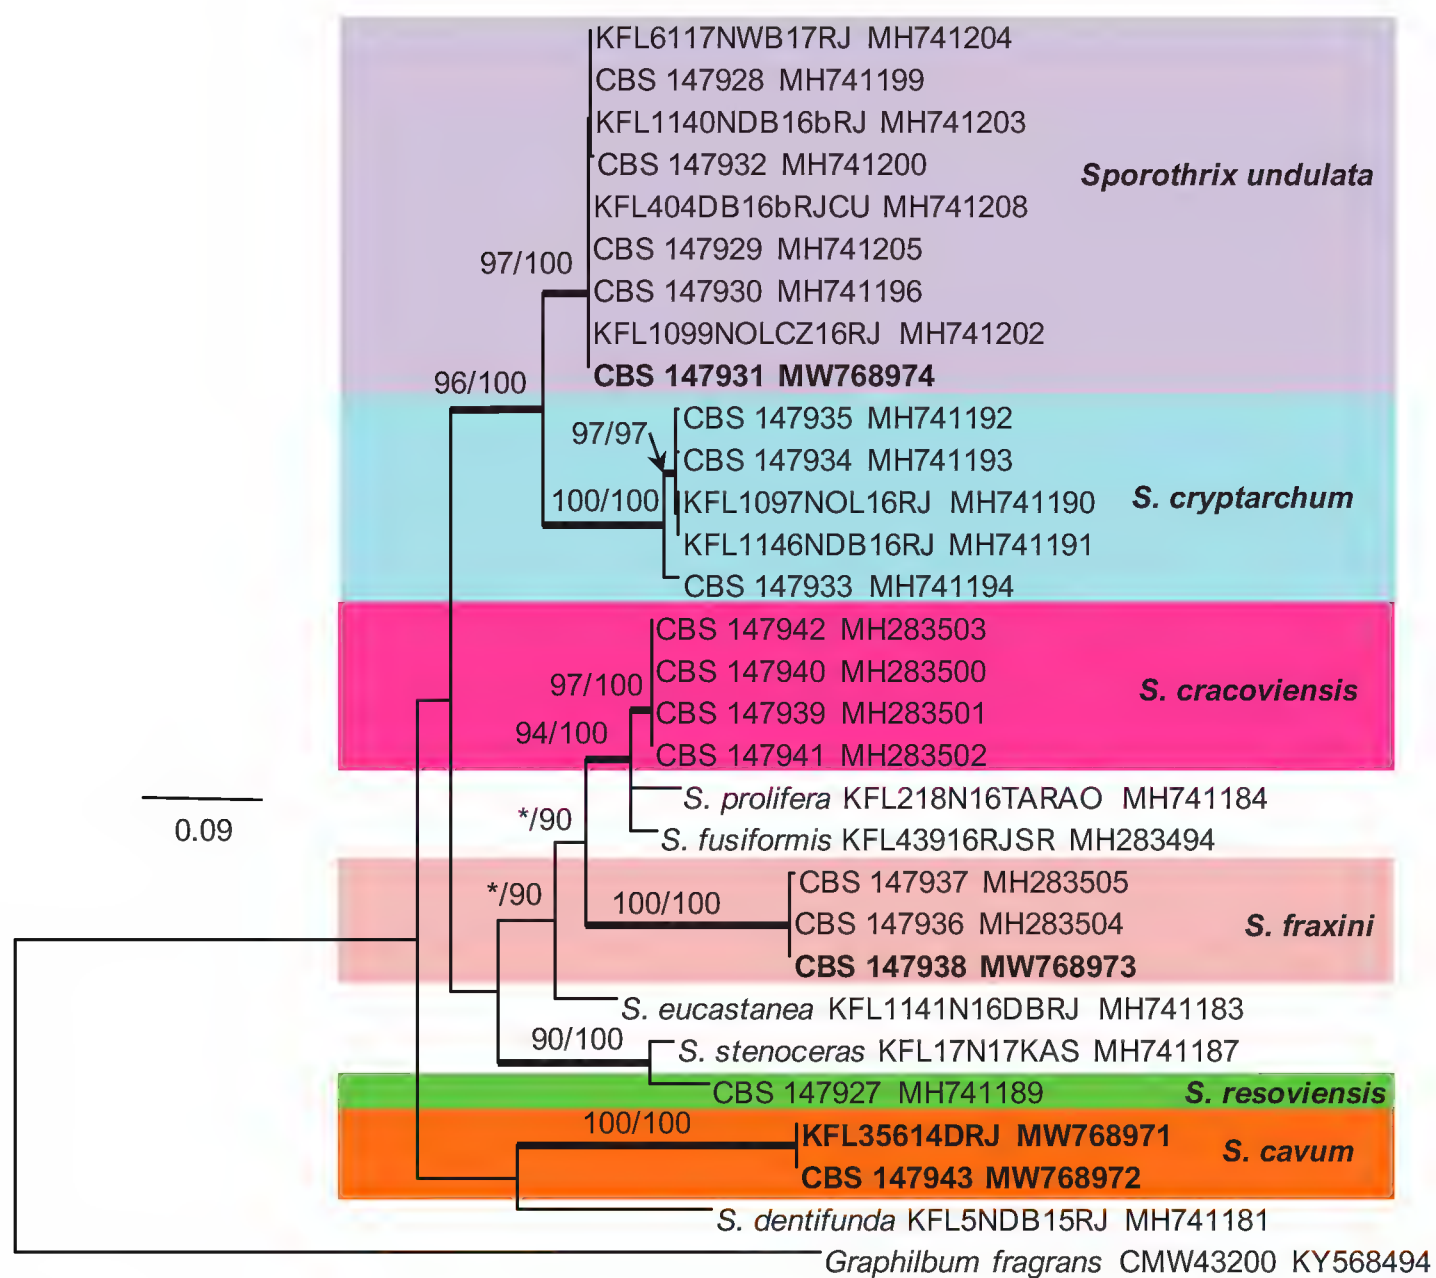 KFL6117NWB17RJ MH741204
CBS 147928 MH741199
KFL1140NDB16bRJ MH741203
CBS 147932 MH741200
Sporothrix undulata
KFL404DB16bRJCU MH741208
CBS 147929 MH741205
97/100
CBS 147930 MH741196
KFL1099NOLCZ16RJ MH741202
CBS 147931 MW768974
96/100
CBS 147935 MH741192
97/97
CBS 147934 MH741193
100/100
KFL1097NOL16RJ MH741190
S. cryptarchum
KFL1146NDB16RJ MH741191
CBS 147933 MH741194
CBS 147942 MH283503
CBS 147940 MH283500
97/100
S. cracoviensis
CBS 147939 MH283501
94/100
CBS 147941 MH283502
S. prolifera KFL218N16TARAO MH741184
0.09
*/90
S. fusiformis KFL43916RJSR MH283494
CBS 147937 MH283505
*/90
100/100
CBS 147936 MH283504
S. fraxini
CBS 147938 MW768973
S. eucastanea KFL1141N16DBRJ MH741183
90/100
S. stenoceras KFL17N17KAS MH741187
CBS 147927 MH741189
S. resoviensis
100/100
KFL35614DRJ MW768971
S. cavum
CBS 147943 MW768972
S. dentifunda KFL5NDB15RJ MH741181
Graphilbum fragrans CMW43200 KY568494